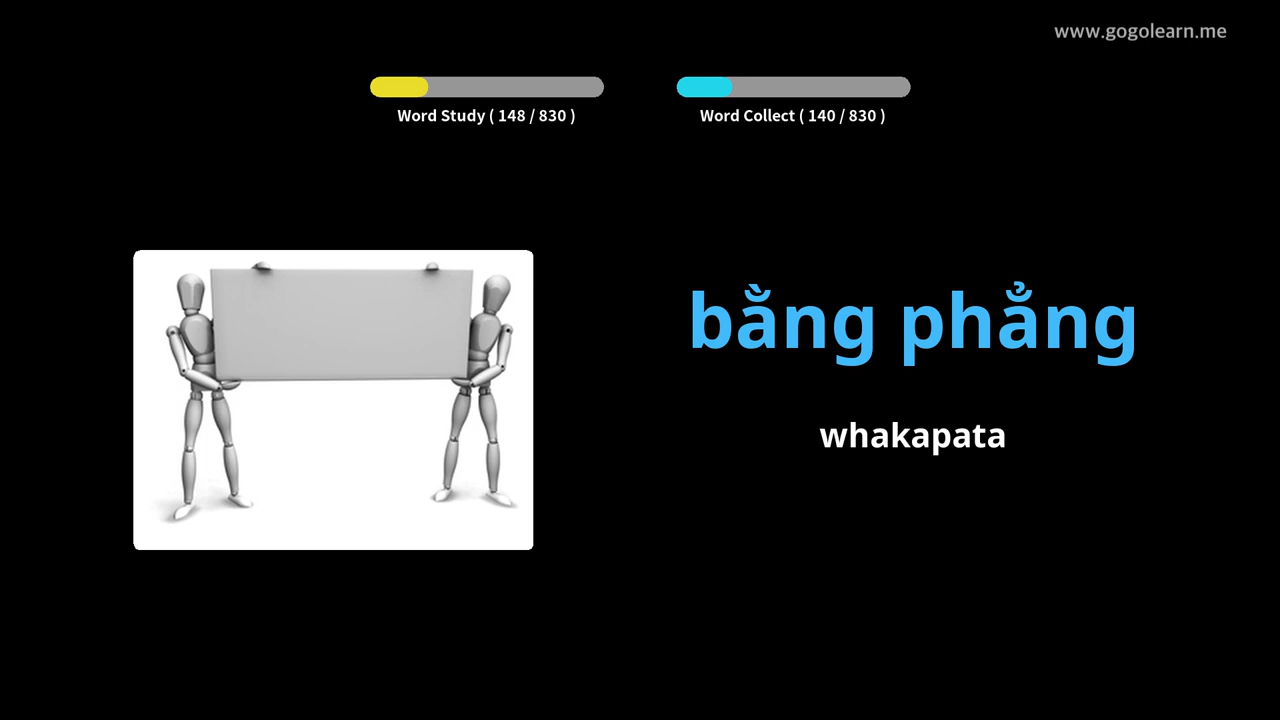 www.gogolearn.me
Word Study ( 148 / 830 )
Word Collect ( 140 / 830 )
bằng phẳng
whakapata